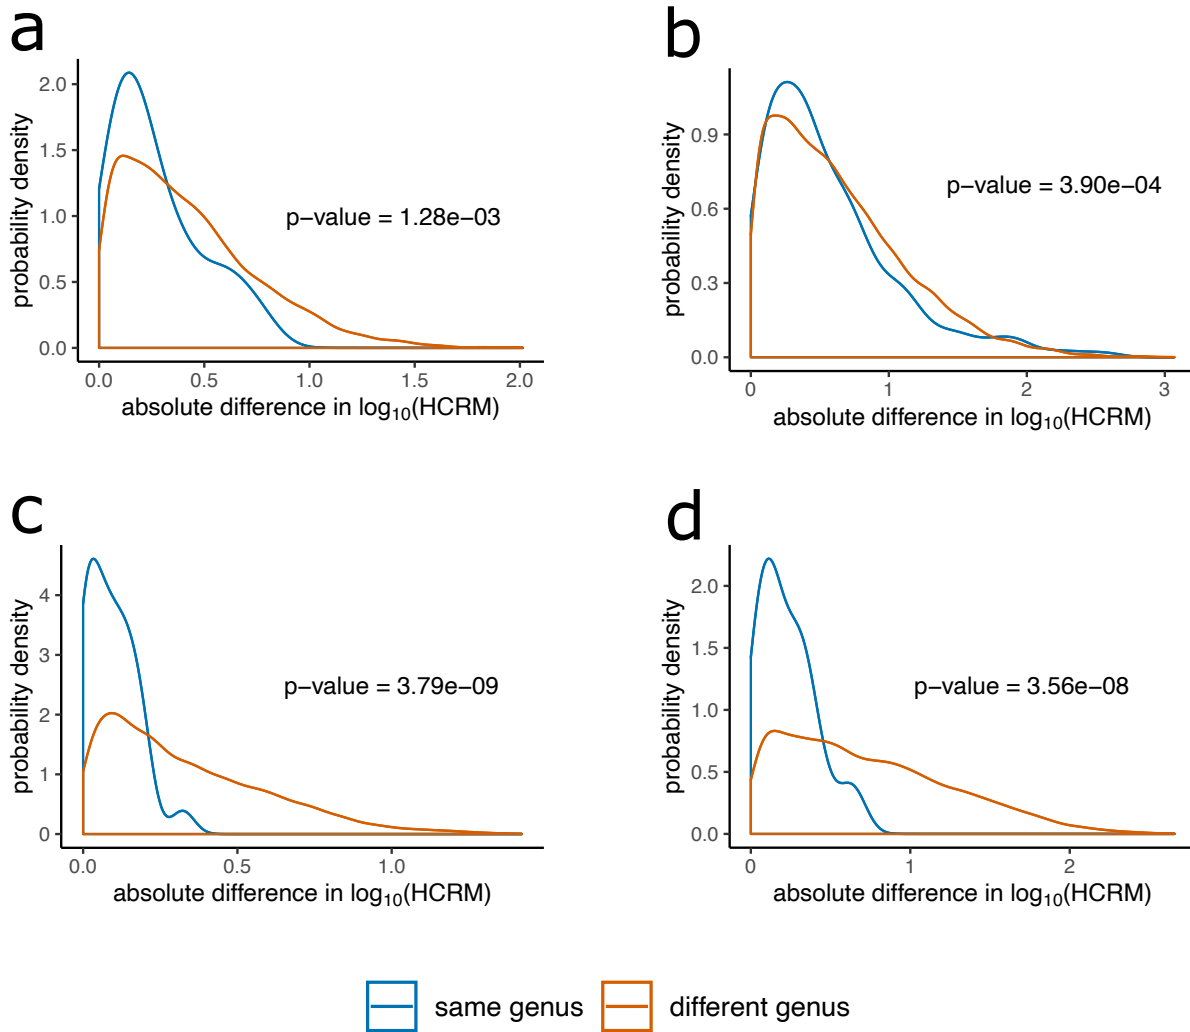 a
probability density
2.0
1.5
1.0
0.5
0.0
p−value = 1.28e−03
0.0 0.5 1.0 1.5 2.0
absolute difference in log₁₀(HCRM)
b
probability density
0.9
0.6
0.3
0.0
p−value = 3.90e−04
0 1 2 3
absolute difference in log₁₀(HCRM)
c
probability density
4
3
2
1
0
p−value = 3.79e−09
0.0 0.5 1.0
absolute difference in log₁₀(HCRM)
d
probability density
2.0
1.5
1.0
0.5
0.0
p−value = 3.56e−08
0 1 2
absolute difference in log₁₀(HCRM)
same genus different genus